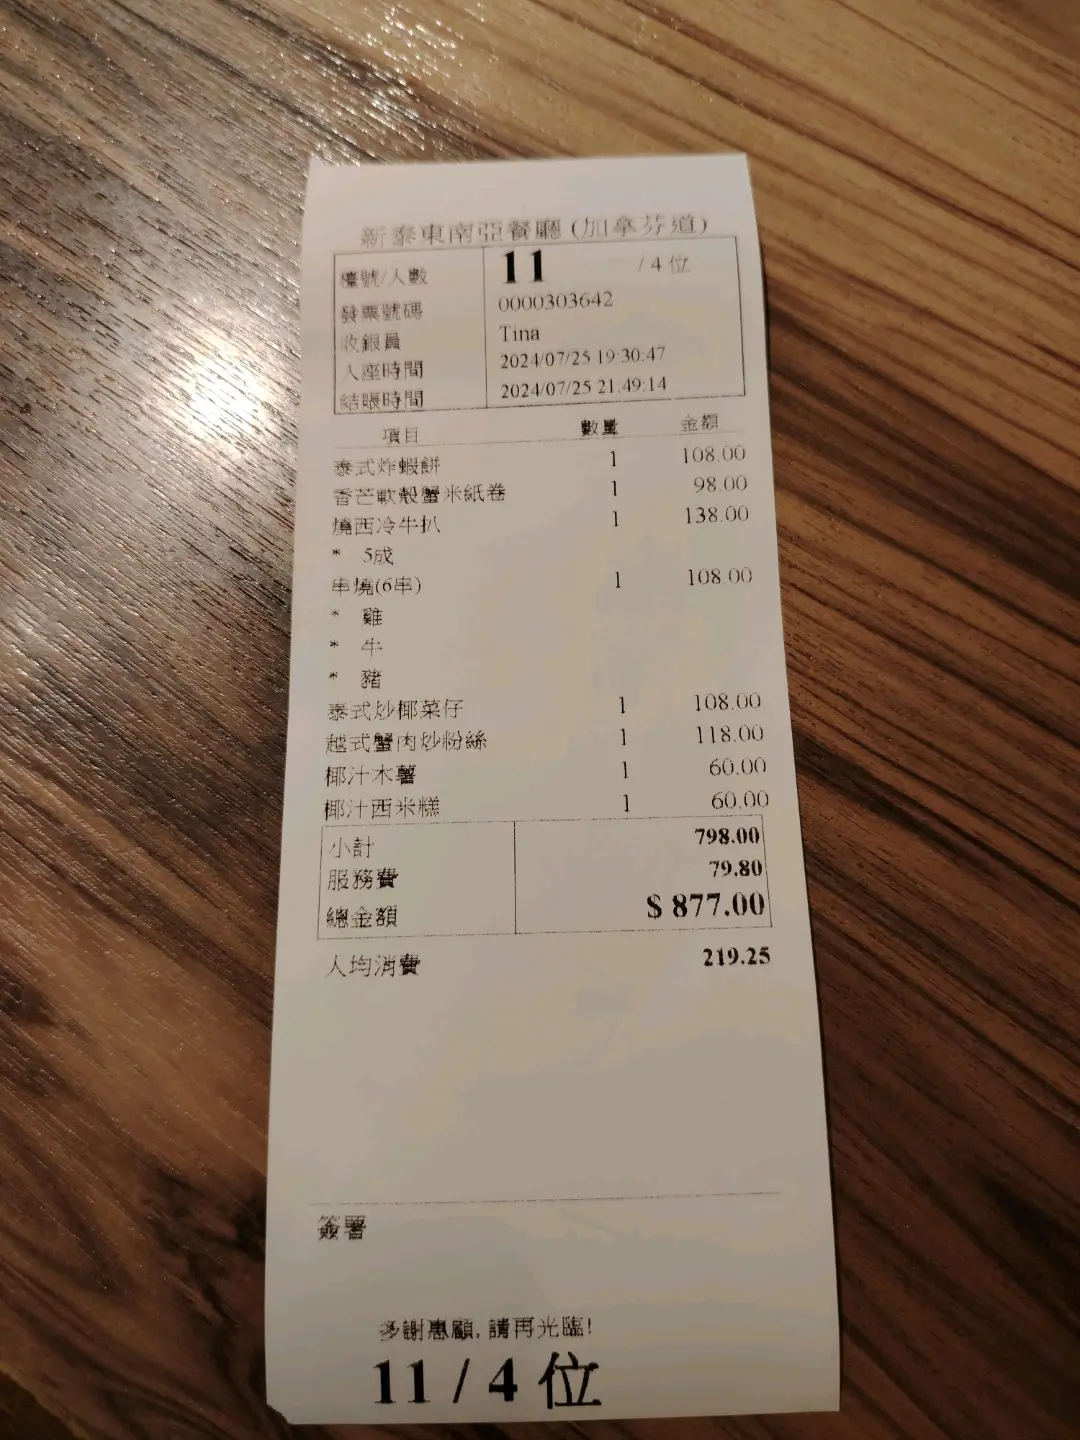 新泰東南亞餐廳 (加拿芬道)
檯號/人數 11 / 4 位
發票號碼 0000303642
收銀員 Tina
入座時間 2024/07/25 19:30:47
結賬時間 2024/07/25 21:49:14
項目 數量 金額
泰式炸蝦餅 1 108.00
香芒軟殼蟹米紙卷 1 98.00
燒西冷牛扒 1 138.00
* 5成
串燒(6串) 1 108.00
* 雞
* 牛
* 豬
泰式炒椰菜仔 1 108.00
越式蟹肉炒粉絲 1 118.00
椰汁木薯 1 60.00
椰汁西米糕 1 60.00
小計 798.00
服務費 79.80
總金額 $ 877.00
人均消費 219.25
簽署
多謝惠顧, 請再光臨!
11 / 4 位